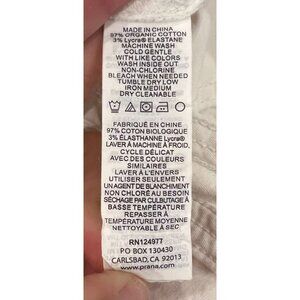 MADE IN CHINA
97% ORGANIC COTTON
3% Lycra® ELASTANE
MACHINE WASH
COLD GENTLE
WITH LIKE COLORS
WASH INSIDE OUT
NON-CHLORINE
BLEACH WHEN NEEDED
TUMBLE DRY LOW
IRON MEDIUM
DRY CLEANABLE
FABRIQUÉ EN CHINE
97% COTON BIOLOGIQUE
3% ÉLASTHANNE Lycra®
LAVER À MACHINE À FROID,
CYCLE DÉLICAT
AVEC DES COULEURS
SIMILAIRES
LAVER À L'ENVERS
UTILISER SEULEMENT
UN AGENT DE BLANCHIMENT
NON CHLORÉ AU BESOIN
SÉCHAGE PAR CULBUTAGE À
BASSE TEMPÉRATURE
REPASSER À
TEMPÉRATURE MOYENNE
NETTOYABLE À SEC
RN124977
PO BOX 130430
CARLSBAD, CA 92013
www.prana.com